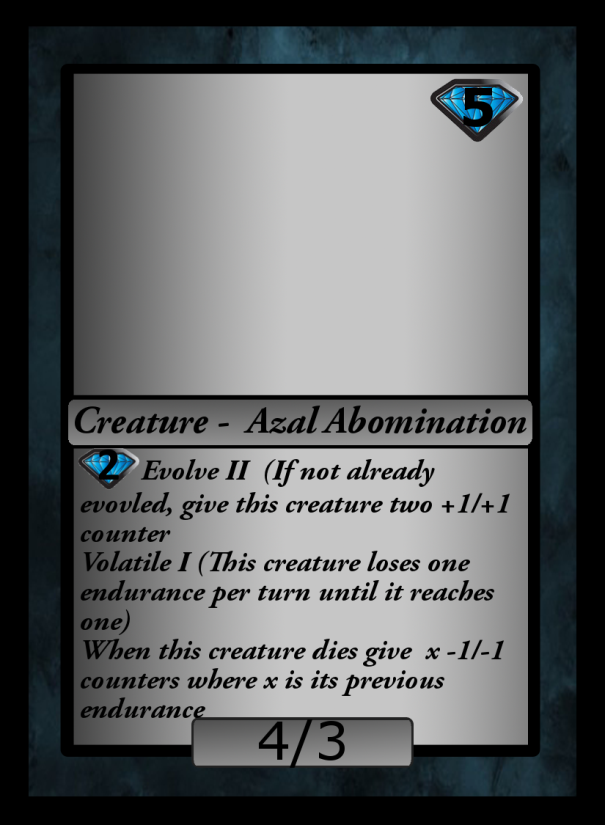 5
Creature - Azal Abomination
2 Evolve II (If not already
evovled, give this creature two +1/+1
counter
Volatile I (This creature loses one
endurance per turn until it reaches
one)
When this creature dies give x -1/-1
counters where x is its previous
endurance
4/3